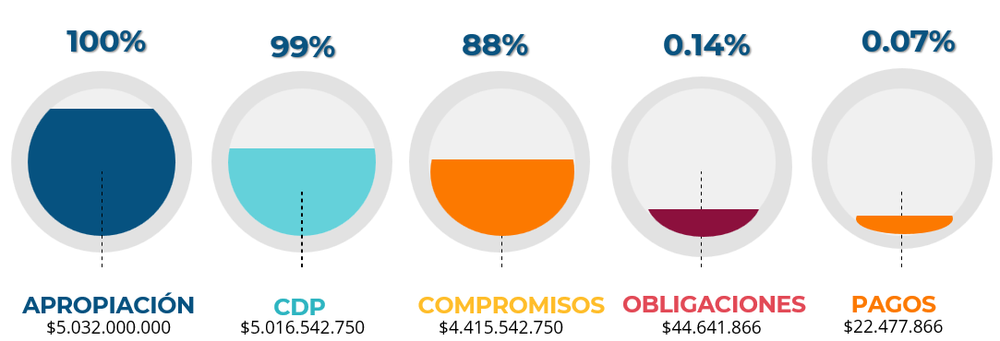 100%
99%
88%
0.14%
0.07%
APROPIACIÓN
$5.032.000.000
CDP
$5.016.542.750
COMPROMISOS
$4.415.542.750
OBLIGACIONES
$44.641.866
PAGOS
$22.477.866